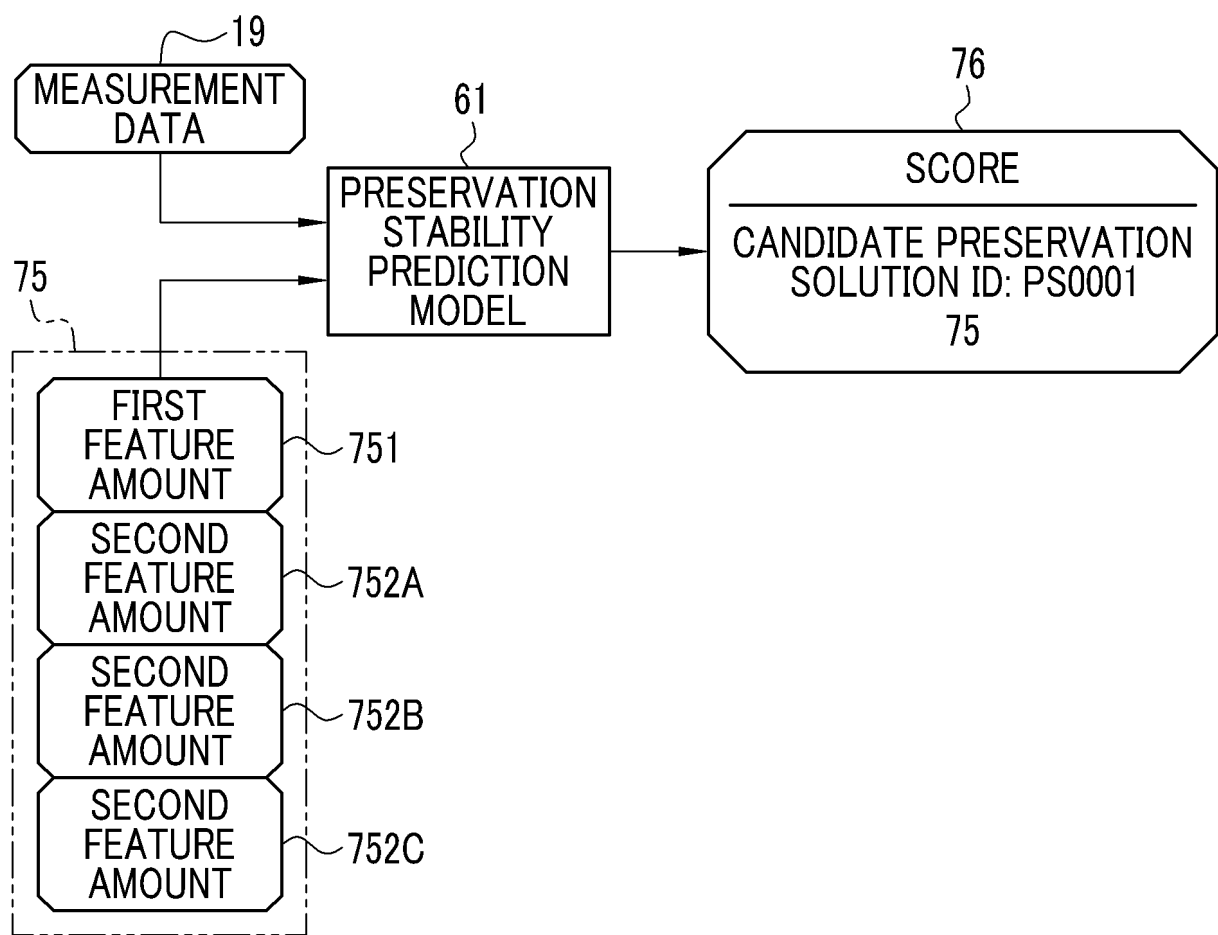 19
MEASUREMENT
DATA
61
PRESERVATION
STABILITY
PREDICTION
MODEL
76
SCORE
CANDIDATE PRESERVATION
SOLUTION ID: PS0001
75
75
FIRST
FEATURE
AMOUNT
751
SECOND
FEATURE
AMOUNT
752A
SECOND
FEATURE
AMOUNT
752B
SECOND
FEATURE
AMOUNT
752C